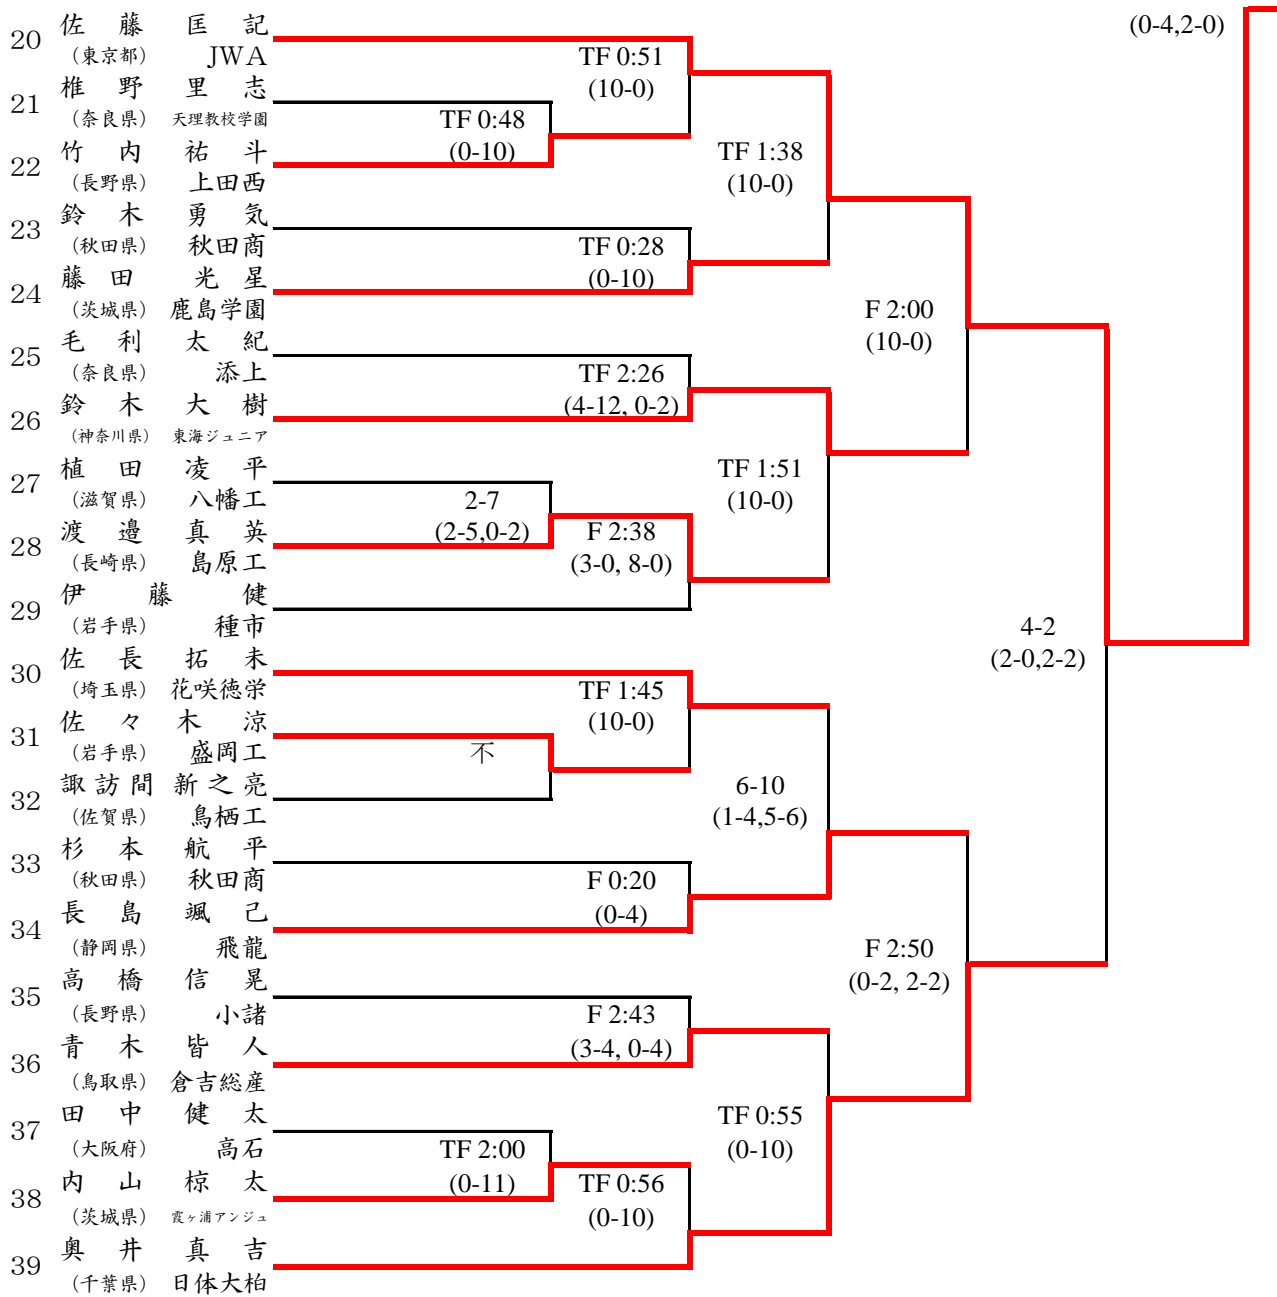 (0-4,2-0)
20 佐藤 匡記
(東京都) JWA
TF 0:51
(10-0)
21 椎野 里志
(奈良県) 天理教校学園
TF 0:48
(0-10)
22 竹内 祐斗
(長野県) 上田西
TF 1:38
(10-0)
23 鈴木 勇気
(秋田県) 秋田商
TF 0:28
(0-10)
24 藤田 光星
(茨城県) 鹿島学園
F 2:00
(10-0)
25 毛利 太紀
(奈良県) 添上
TF 2:26
(4-12, 0-2)
26 鈴木 大樹
(神奈川県) 東海ジュニア
TF 1:51
(10-0)
27 植田 凌平
(滋賀県) 八幡工
2-7
(2-5,0-2)
28 渡邉 真英
(長崎県) 島原工
F 2:38
(3-0, 8-0)
29 伊藤 健
(岩手県) 種市
4-2
(2-0,2-2)
30 佐長 拓未
(埼玉県) 花咲徳栄
TF 1:45
(10-0)
31 佐々木 涼
(岩手県) 盛岡工
不
32 諏訪間 新之亮
(佐賀県) 鳥栖工
6-10
(1-4,5-6)
33 杉本 航平
(秋田県) 秋田商
F 0:20
(0-4)
34 長島 颯己
(静岡県) 飛龍
F 2:50
(0-2, 2-2)
35 高橋 信晃
(長野県) 小諸
F 2:43
(3-4, 0-4)
36 青木 皆人
(鳥取県) 倉吉総産
TF 0:55
(0-10)
37 田中 健太
(大阪府) 高石
TF 2:00
(0-11)
38 内山 椋太
(茨城県) 霞ヶ浦アンジュ
TF 0:56
(0-10)
39 奥井 真吉
(千葉県) 日体大柏